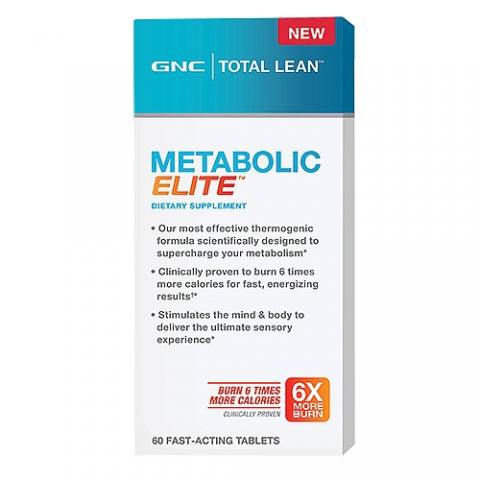 NEW
GNC | TOTAL LEAN™
METABOLIC
ELITE™
DIETARY SUPPLEMENT
• Our most effective thermogenic
formula scientifically designed to
supercharge your metabolism*
• Clinically proven to burn 6 times
more calories for fast, energizing
results†*
• Stimulates the mind & body to
deliver the ultimate sensory
experience*
BURN 6 TIMES
MORE CALORIES
CLINICALLY PROVEN
6X
MORE
BURN
60 FAST-ACTING TABLETS